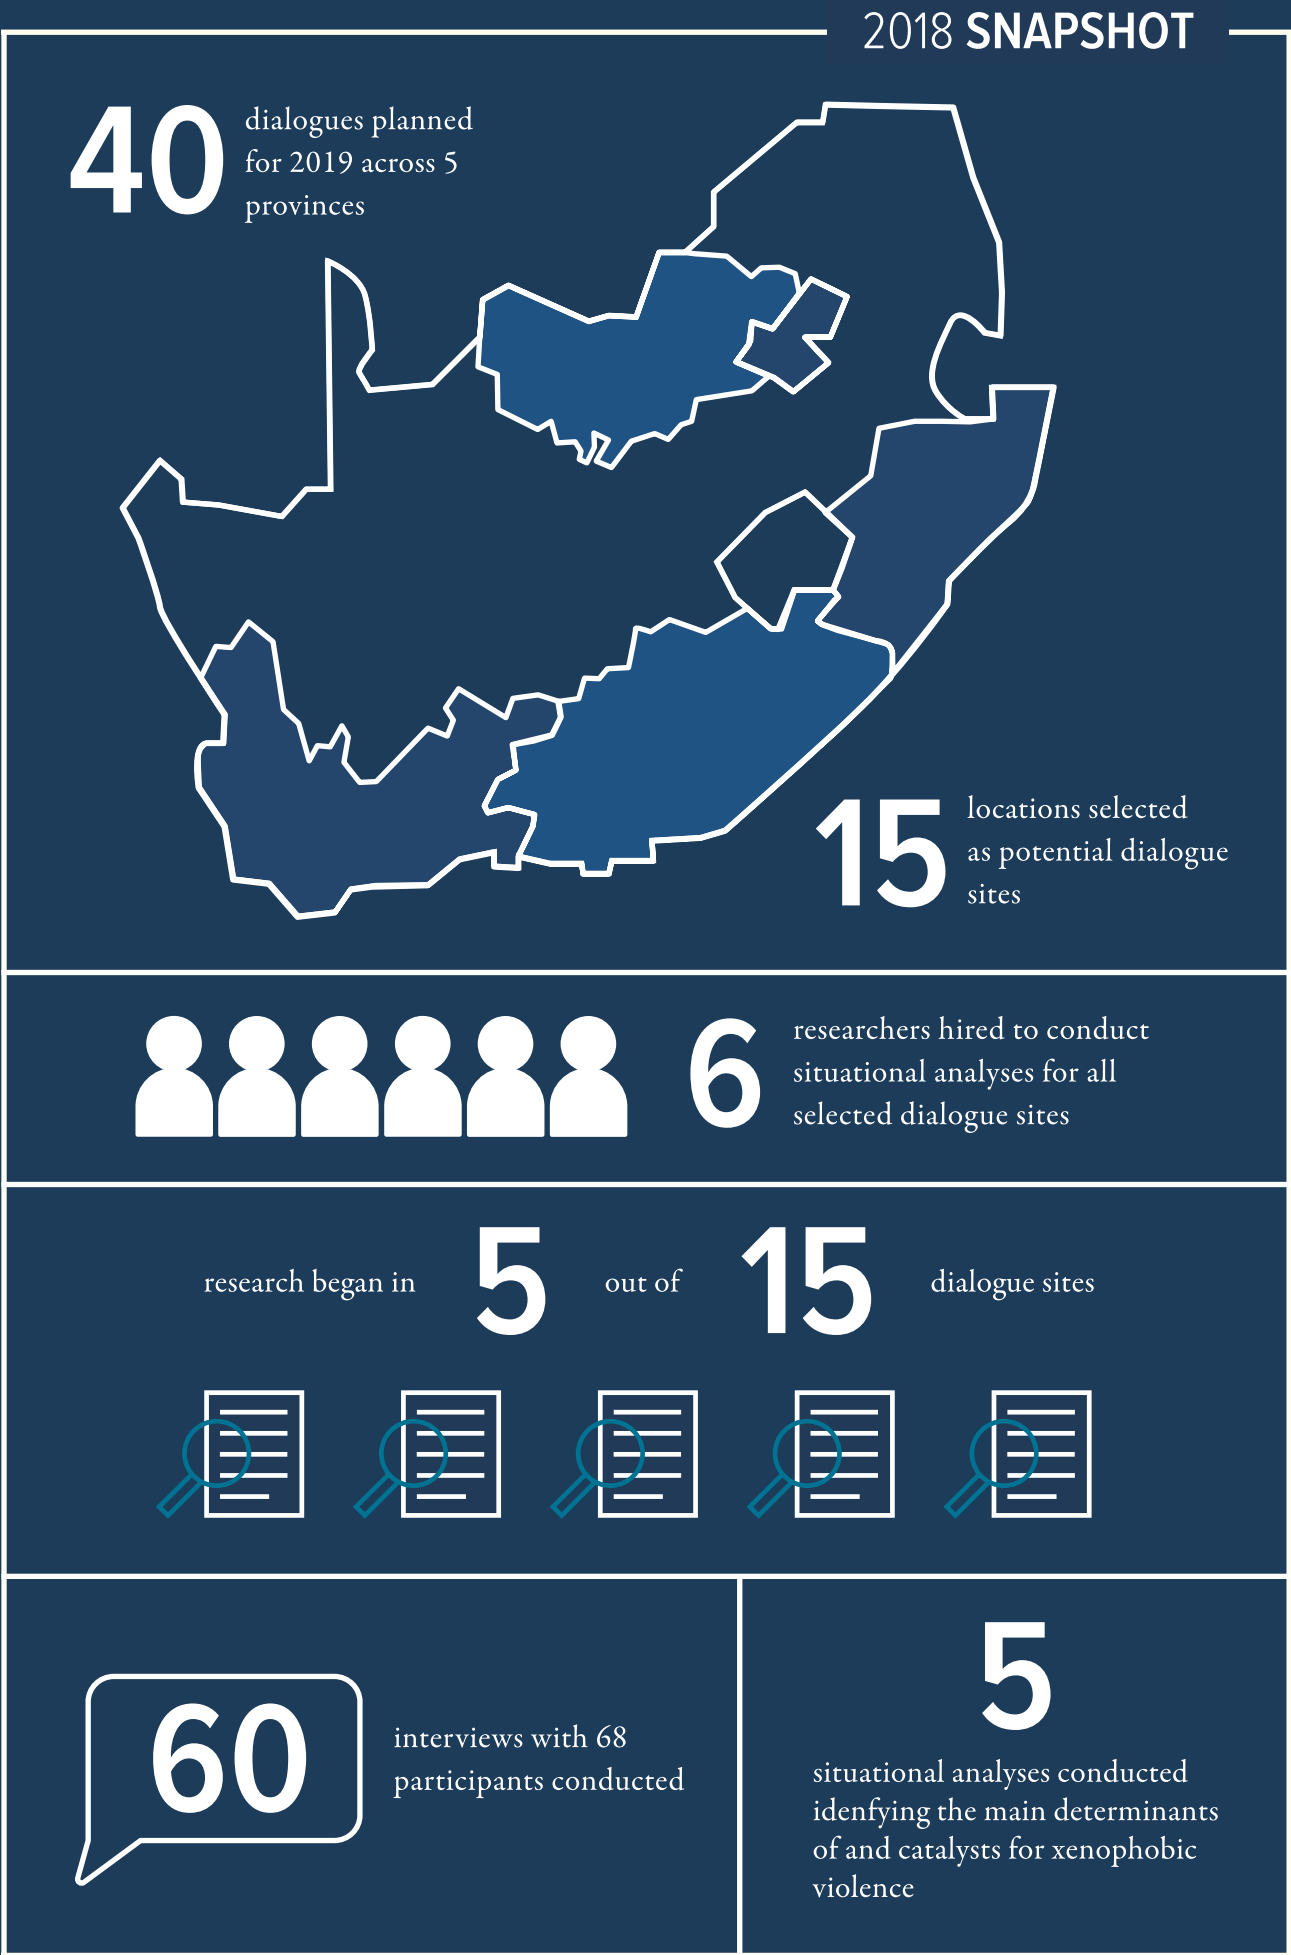 2018 SNAPSHOT
40
dialogues planned
for 2019 across 5
provinces
15
locations selected
as potential dialogue
sites
6
researchers hired to conduct
situational analyses for all
selected dialogue sites
research began in 5 out of 15 dialogue sites
60
interviews with 68
participants conducted
5
situational analyses conducted
idenfying the main determinants
of and catalysts for xenophobic
violence